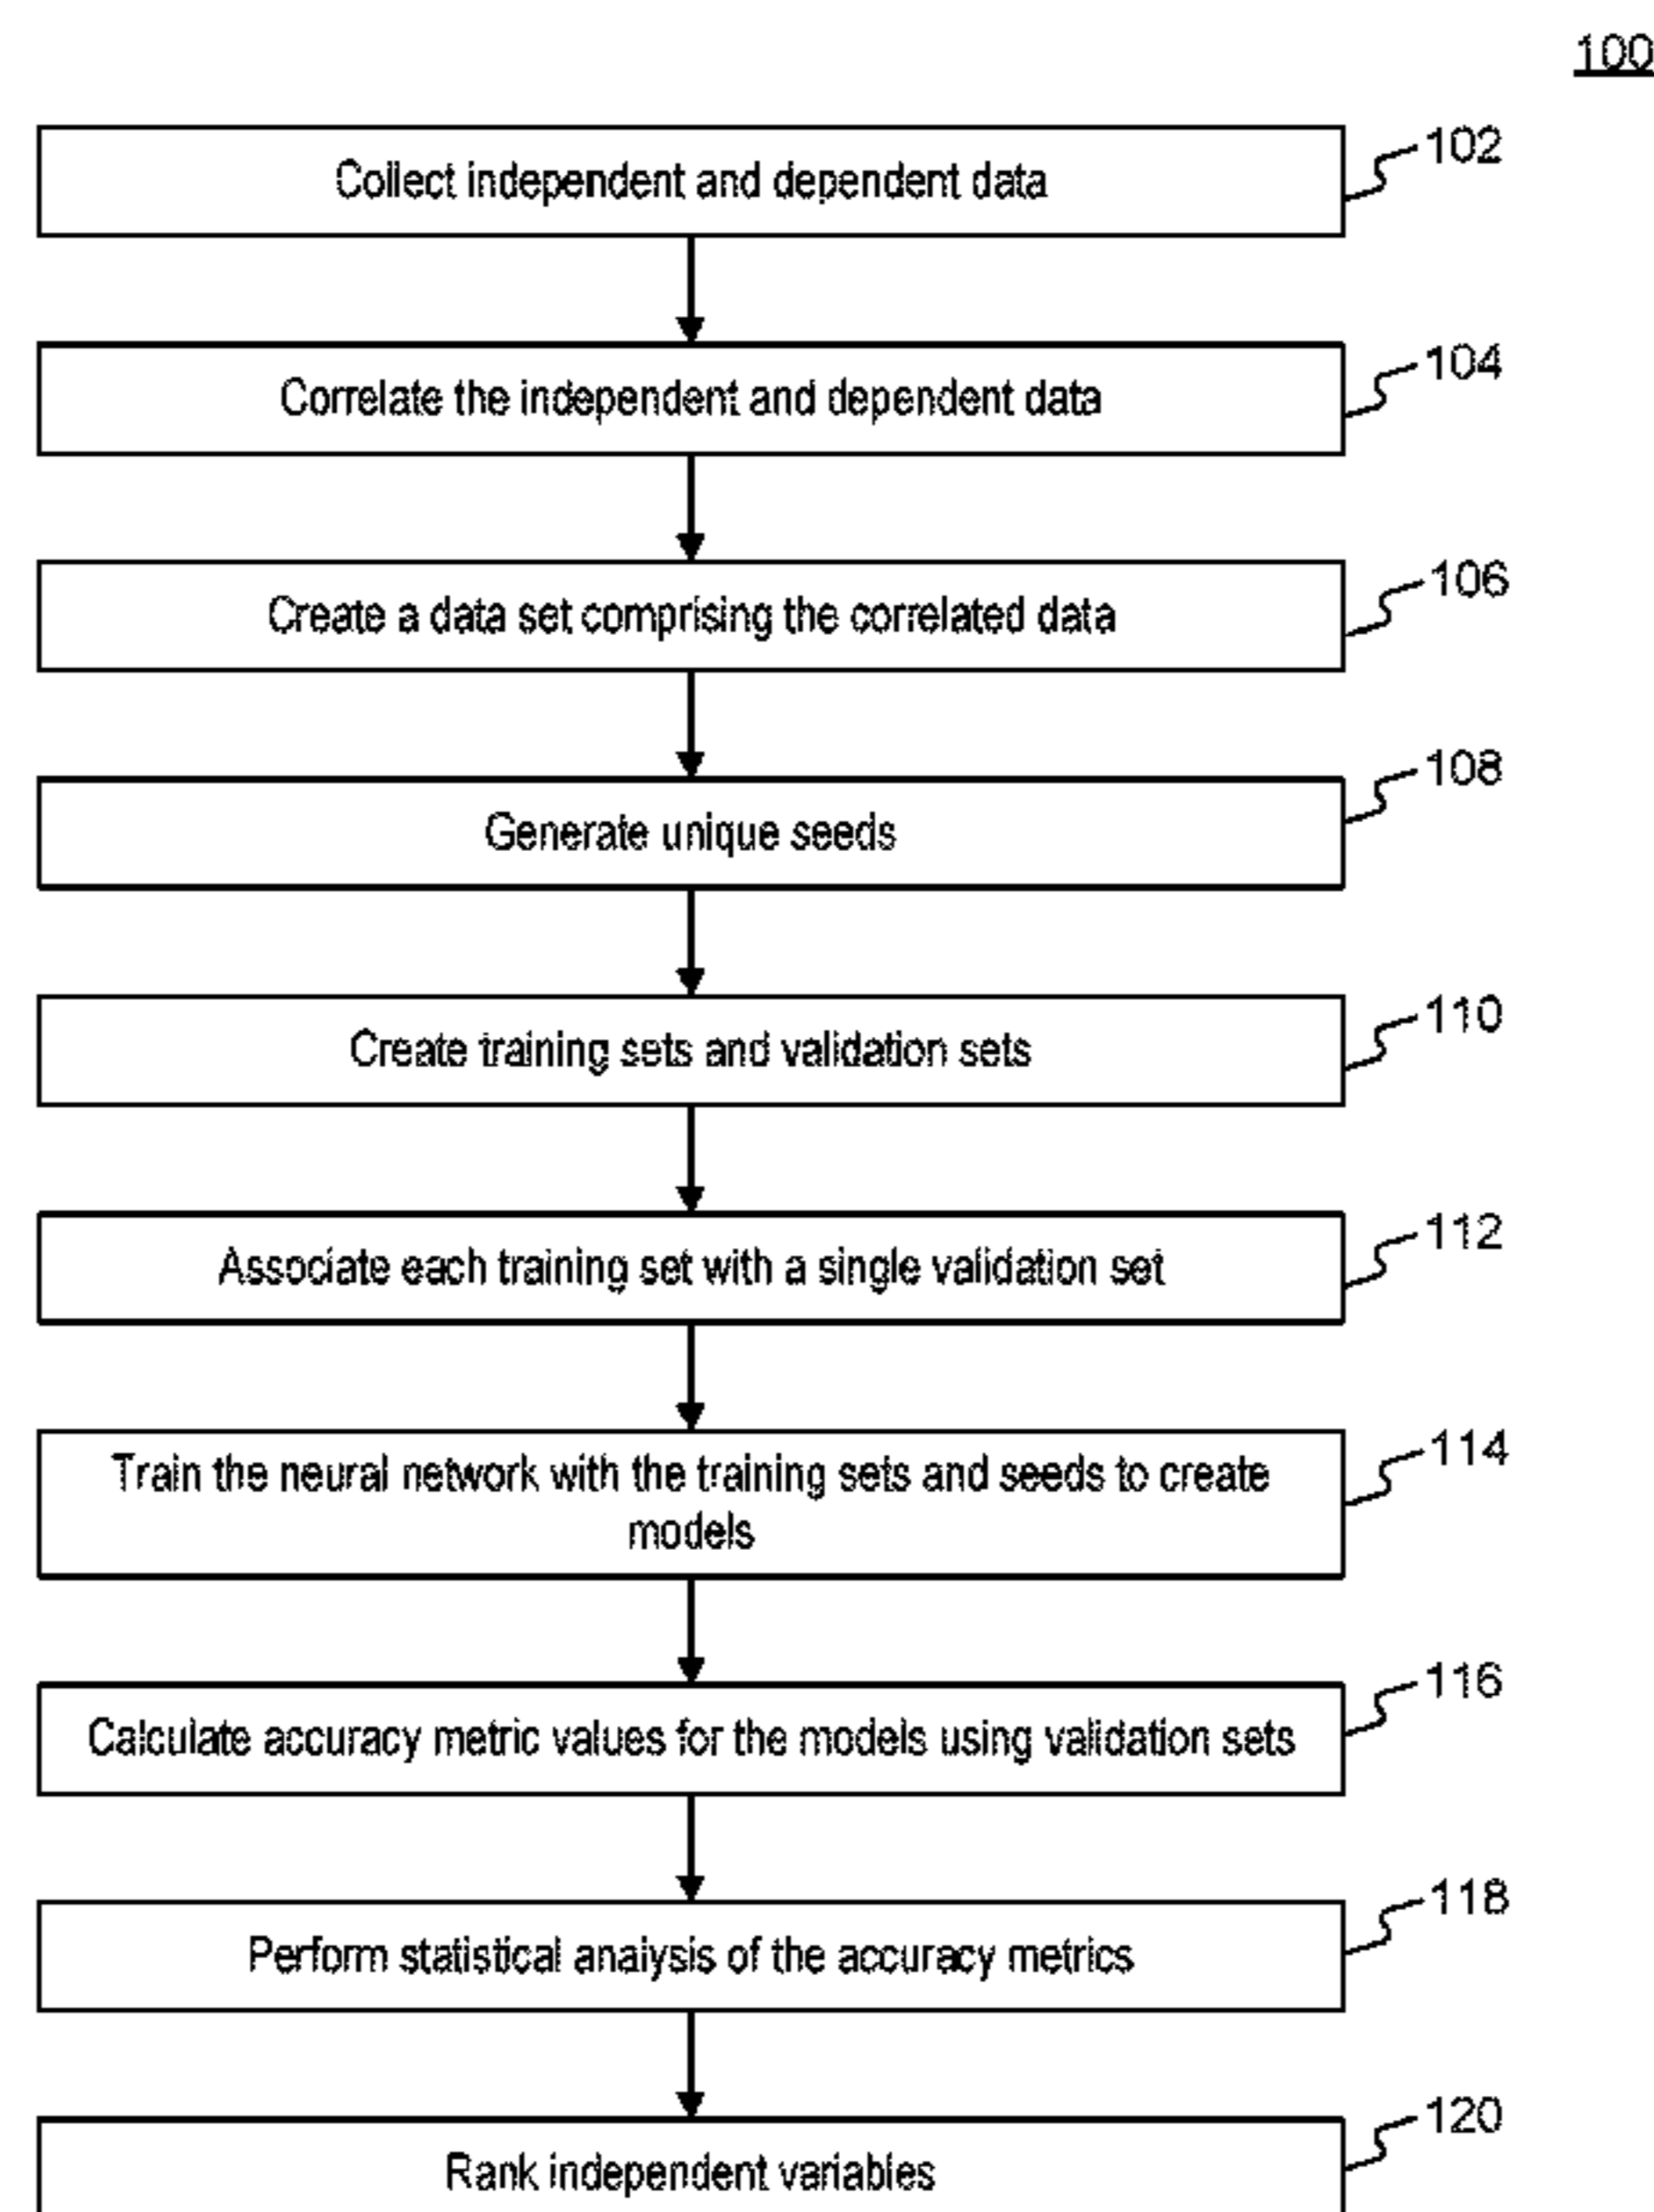 100
Collect independent and dependent data
102
Correlate the independent and dependent data
104
Create a data set comprising the correlated data
106
Generate unique seeds
108
Create training sets and validation sets
110
Associate each training set with a single validation set
112
Train the neural network with the training sets and seeds to create
models
114
Calculate accuracy metric values for the models using validation sets
116
Perform statistical analysis of the accuracy metrics
118
Rank independent variables
120